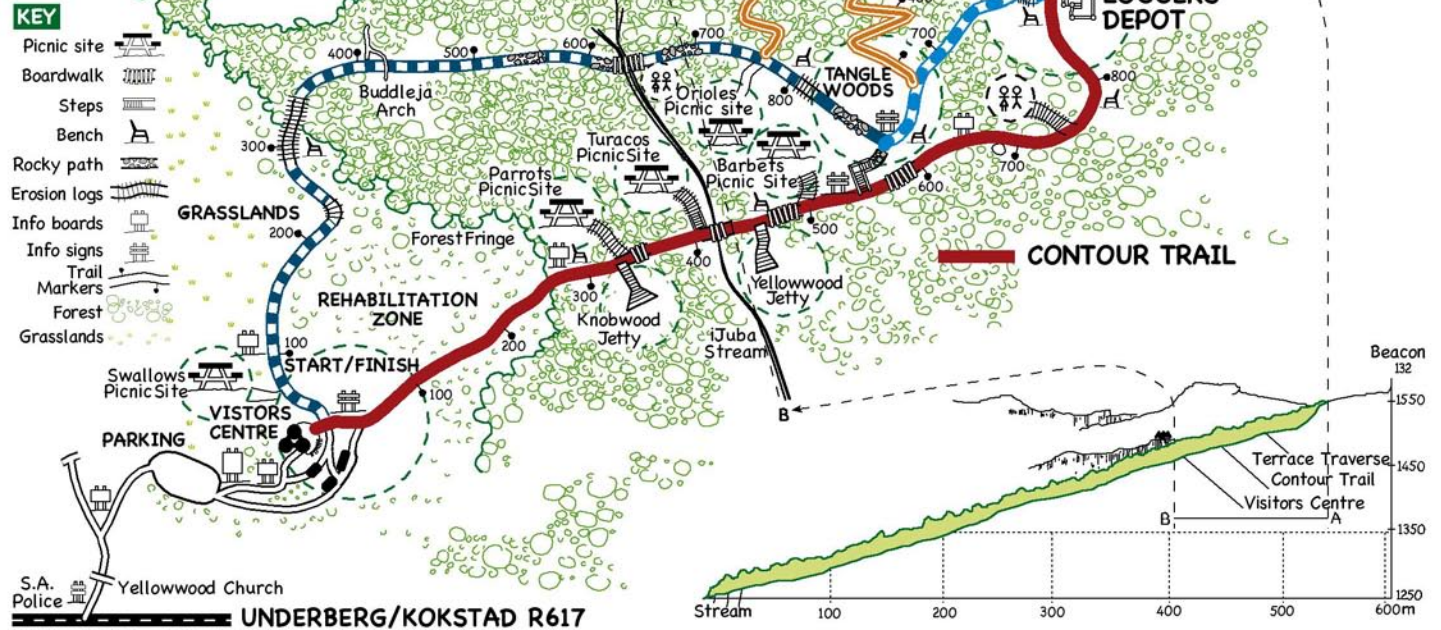 KEY
Picnic site
Boardwalk
Steps
Bench
Rocky path
Erosion logs
Info boards
Info signs
Trail
Markers
Forest
Grasslands
DEPOT
400
500
600
700
700
800
800
Buddleja
Arch
Orioles
Picnic site
TANGLE
WOODS
Turacos
Picnic Site
Barbets
Picnic Site
Parrots
Picnic Site
300
GRASSLANDS
200
Forest Fringe
700
600
500
400
300
CONTOUR TRAIL
Yellowwood
Jetty
Knobwood
Jetty
REHABILITATION
ZONE
200
iJuba
Stream
100
START/FINISH
100
Swallows
Picnic Site
VISTORS
CENTRE
PARKING
B
Beacon
132
1550
1450
1350
1250
Terrace Traverse
Contour Trail
Visitors Centre
B
A
Stream
100
200
300
400
500
600m
S.A.
Police
Yellowwood Church
UNDERBERG/KOKSTAD R617